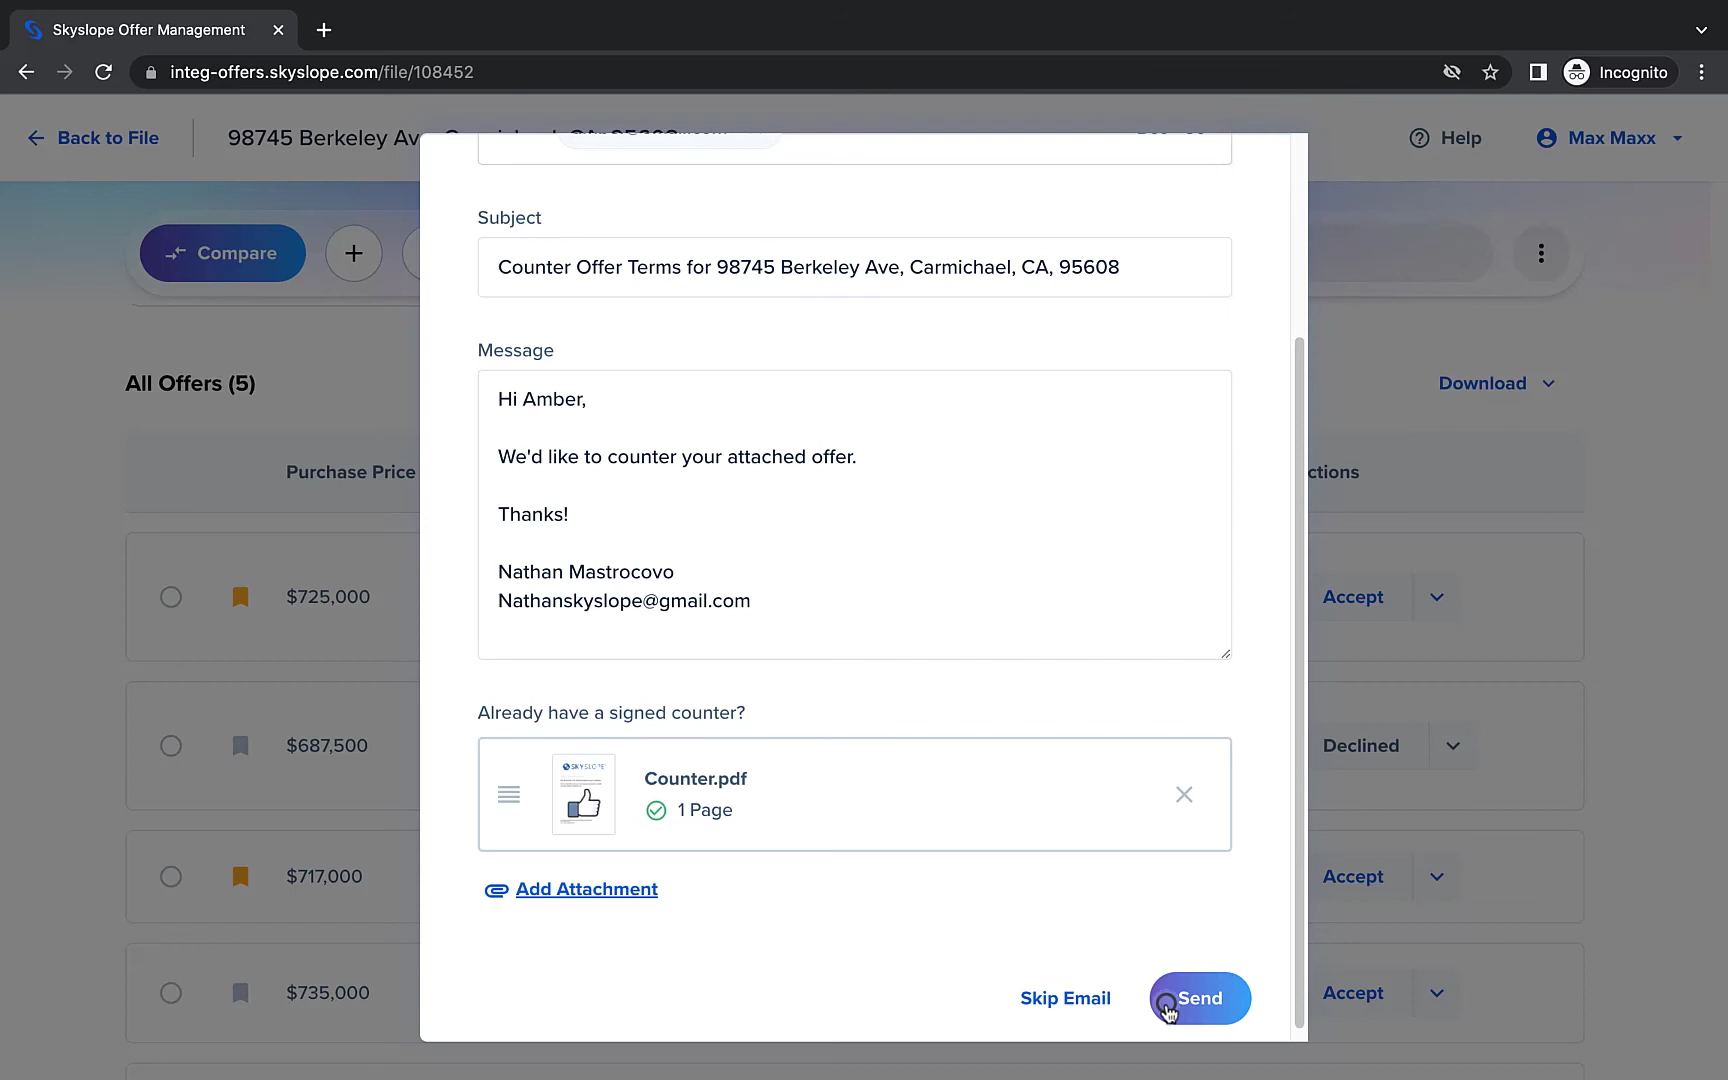 Skyslope Offer Management
integ-offers.skyslope.com/file/108452
Incognito
Back to File
98745 Berkeley Av
Help
Max Maxx
Compare
Subject
Counter Offer Terms for 98745 Berkeley Ave, Carmichael, CA, 95608
Message
Hi Amber,
We'd like to counter your attached offer.
Thanks!
Nathan Mastrocovo
Nathanskyslope@gmail.com
All Offers (5)
Download
Purchase Price
ctions
$725,000
Accept
$687,500
Declined
$717,000
Accept
$735,000
Accept
Already have a signed counter?
SKYSLOPE
Counter.pdf
1 Page
Add Attachment
Skip Email
Send